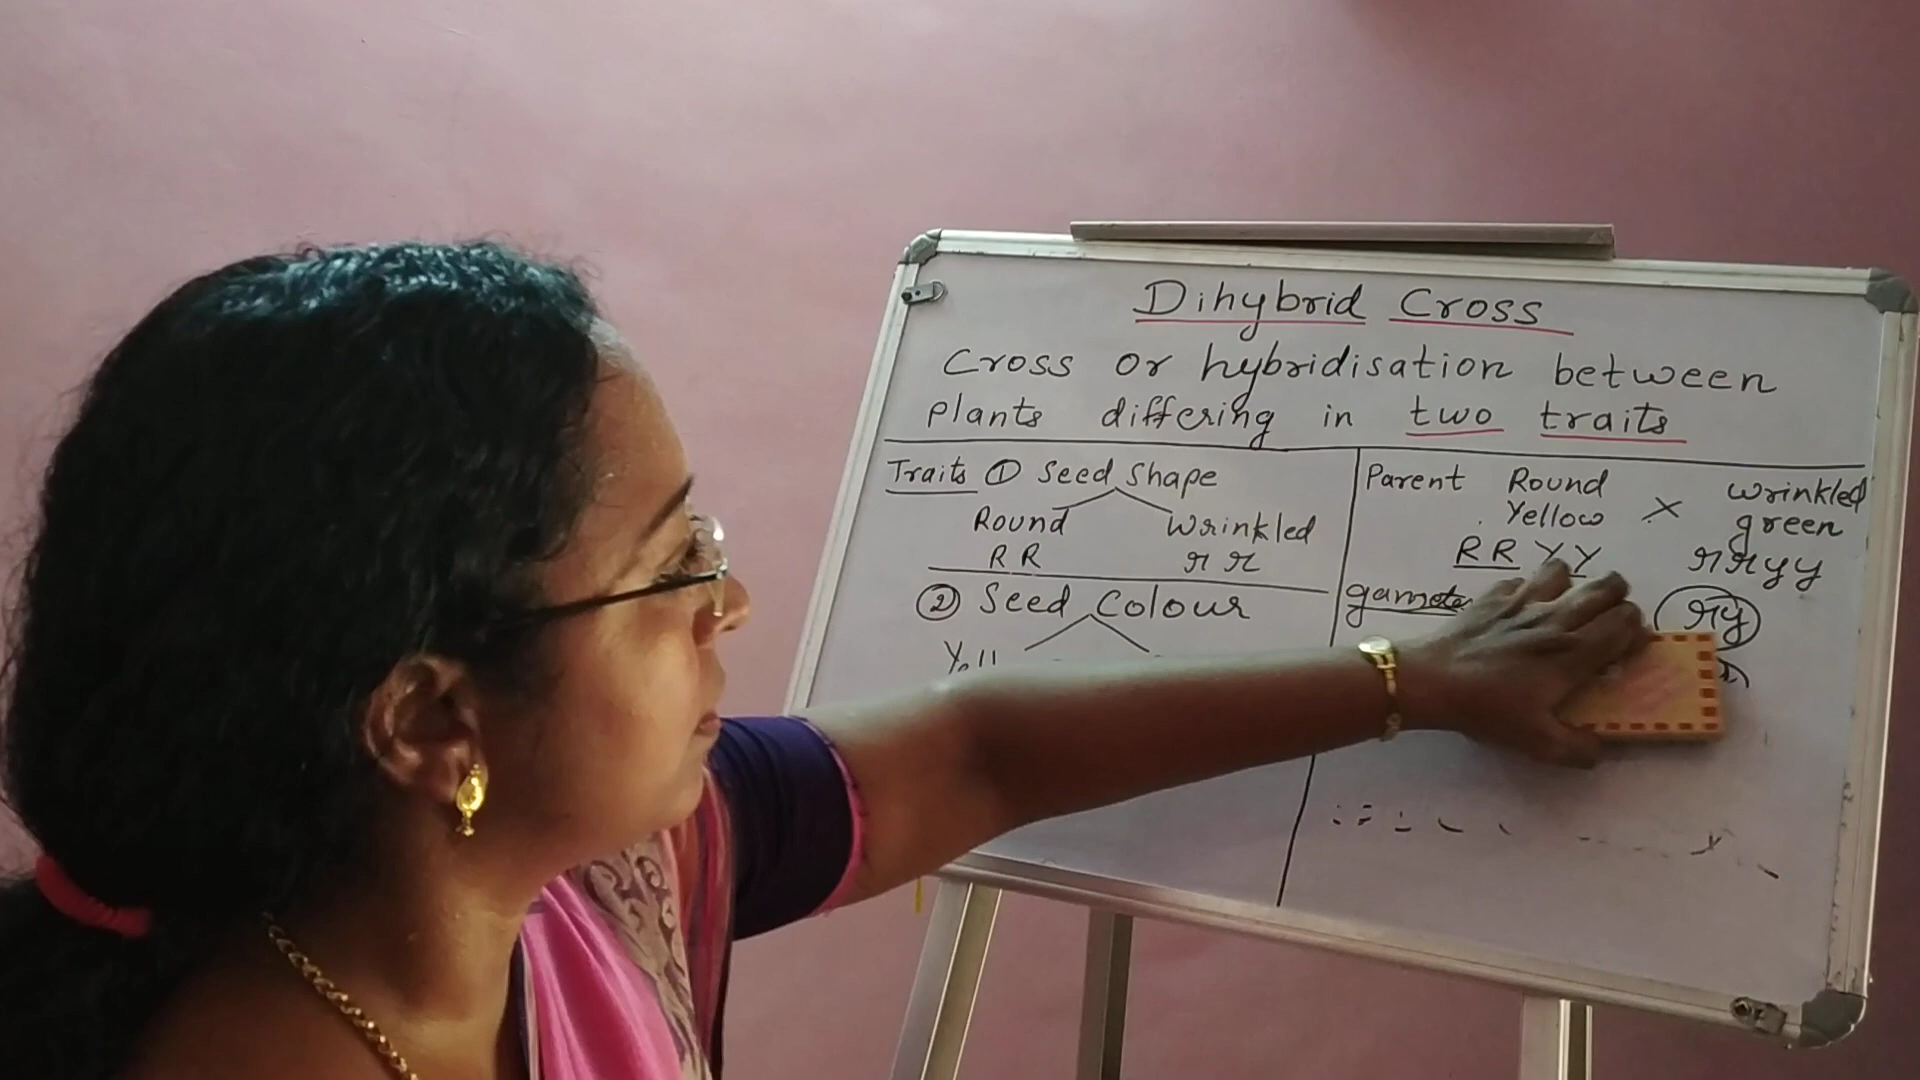 Dihybrid Cross
Cross or hybridisation between
plants differing in two traits
Traits ① Seed Shape
Round Wrinkled
RR rr
② Seed Colour
Parent Round Yellow × Wrinkled green
RRYY rryy
gametes ry